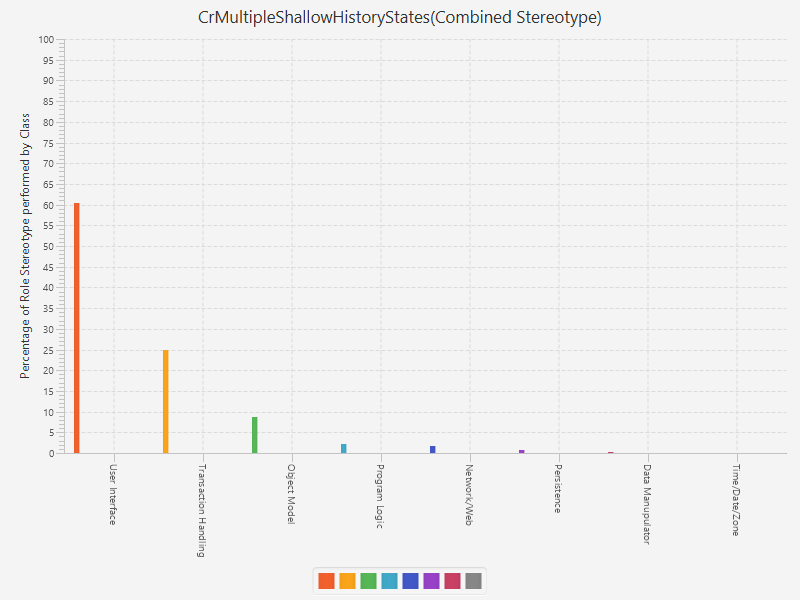 CrMultipleShallowHistoryStates(Combined Stereotype)
Percentage of Role Stereotype performed by Class
100
95
90
85
80
75
70
65
60
55
50
45
40
35
30
25
20
15
10
5
0
User Interface
Transaction Handling
Object Model
Program Logic
Network/Web
Persistence
Data Manupulator
Time/Date/Zone